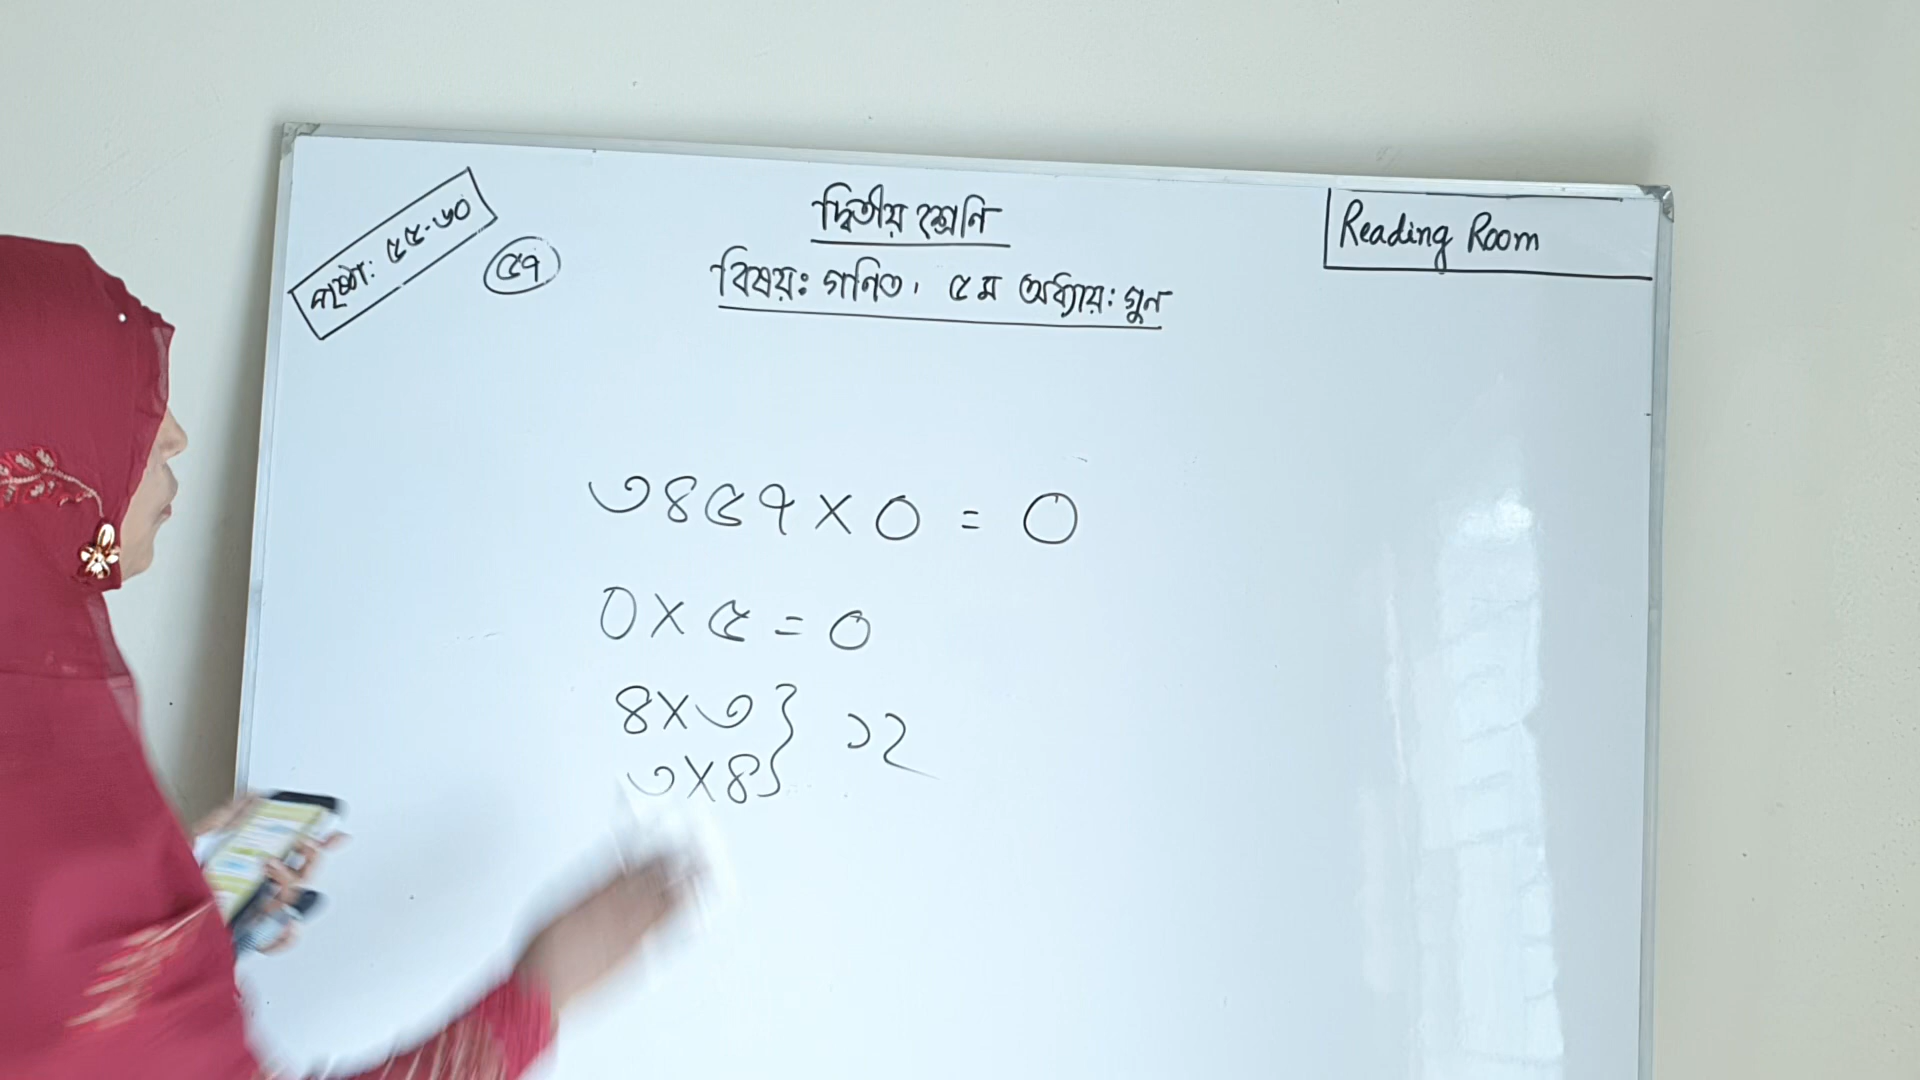 পৃষ্ঠা: ৫৫-৬০
৫৭
দ্বিতীয় শ্রেনি
বিষয়: গনিত, ৫ম অধ্যায়: গুন
Reading Room
৩৪৫৭ × ০ = ০
০ × ৫ = ০
৪ × ৩ } ১২
৩ × ৪ }